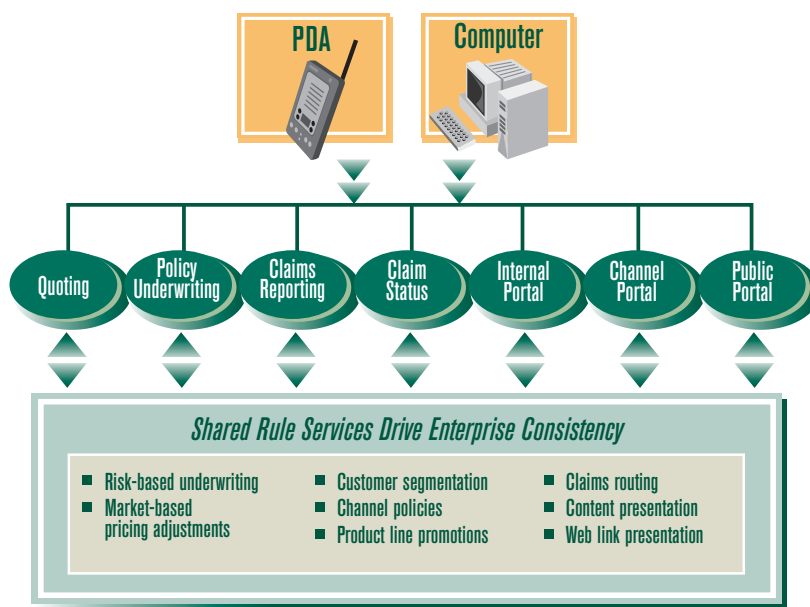 PDA
Computer
Quoting
Policy
Underwriting
Claims
Reporting
Claim
Status
Internal
Portal
Channel
Portal
Public
Portal
Shared Rule Services Drive Enterprise Consistency
■ Risk-based underwriting
■ Market-based
pricing adjustments
■ Customer segmentation
■ Channel policies
■ Product line promotions
■ Claims routing
■ Content presentation
■ Web link presentation